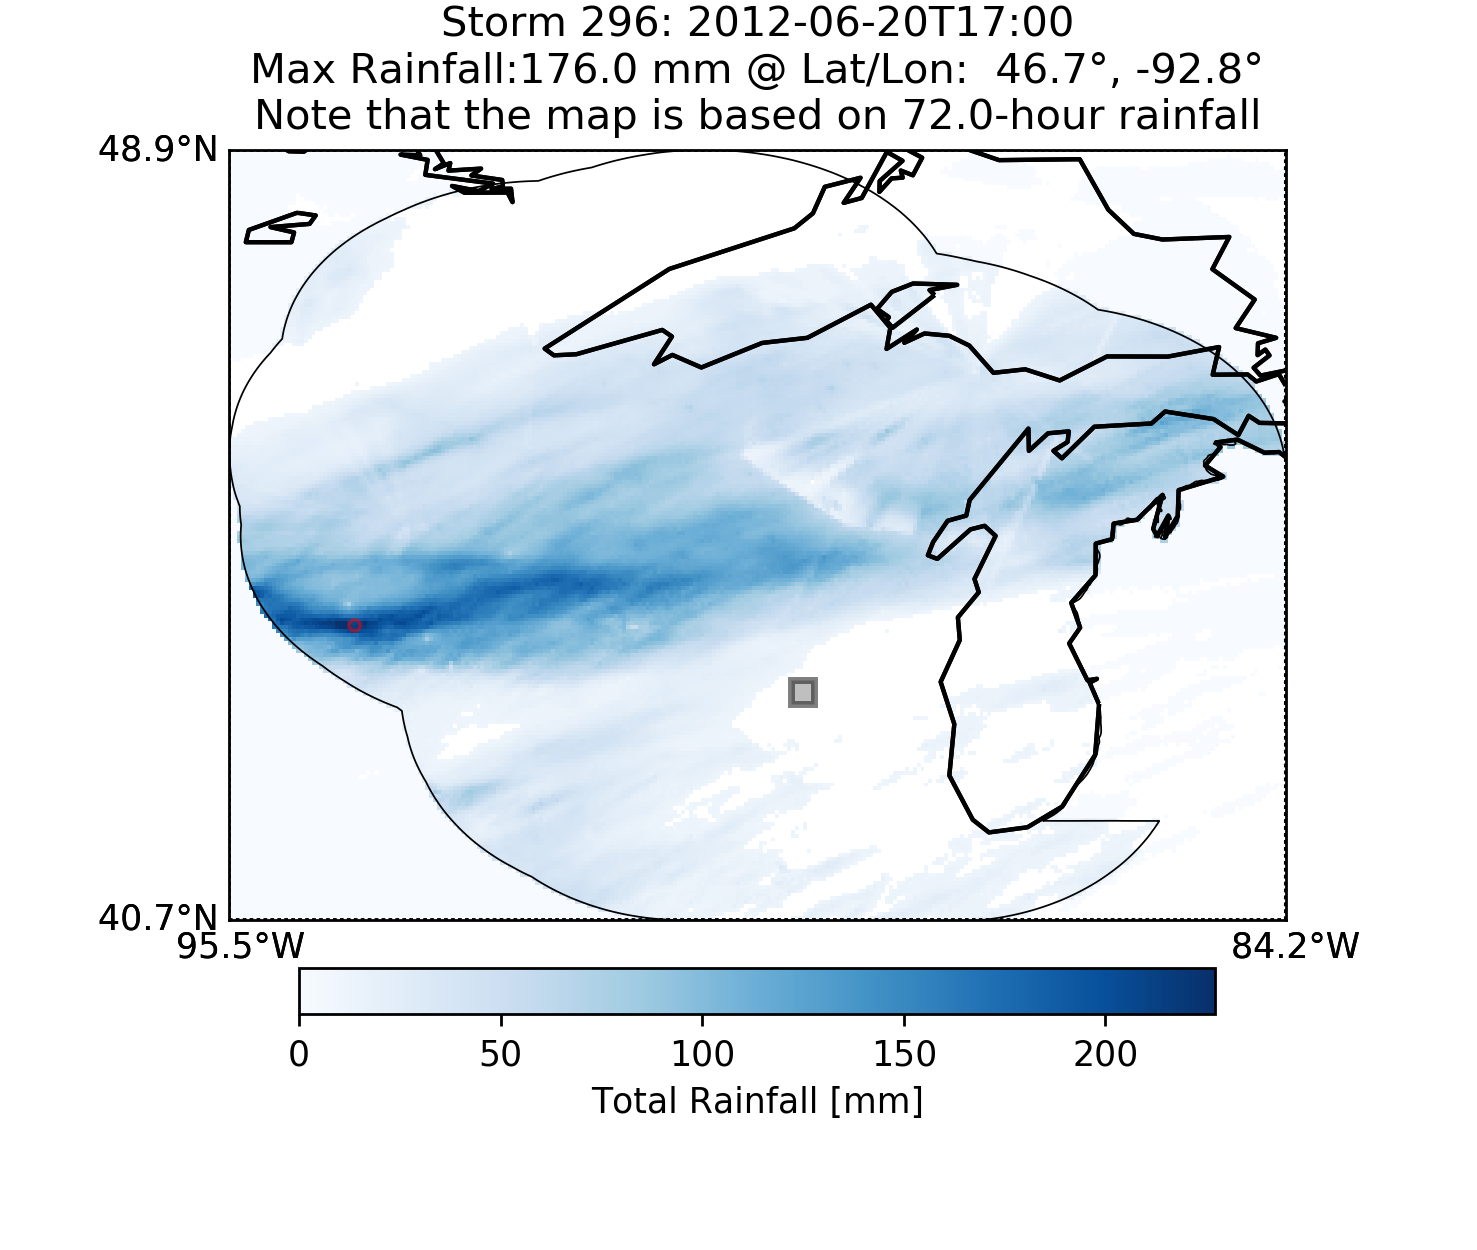 Storm 296: 2012-06-20T17:00
Max Rainfall:176.0 mm @ Lat/Lon:  46.7°, -92.8°
Note that the map is based on 72.0-hour rainfall
48.9°N
40.7°N
95.5°W 84.2°W
0 50 100 150 200
Total Rainfall [mm]